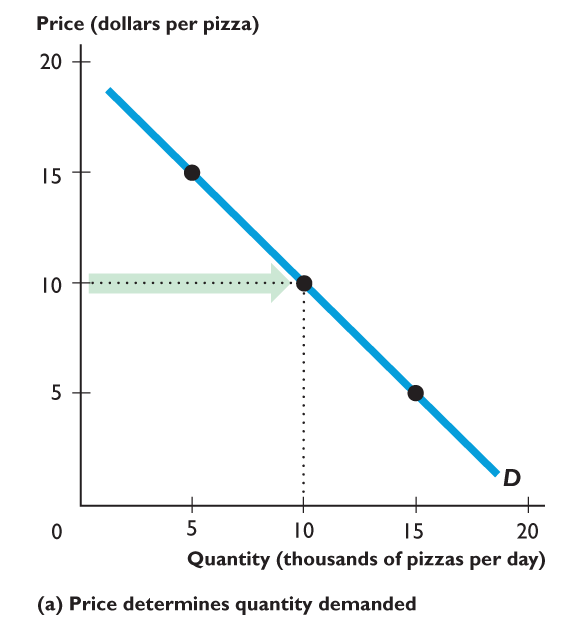 Price (dollars per pizza)
20
15
10
5
D
0
5 10 15 20
Quantity (thousands of pizzas per day)
(a) Price determines quantity demanded